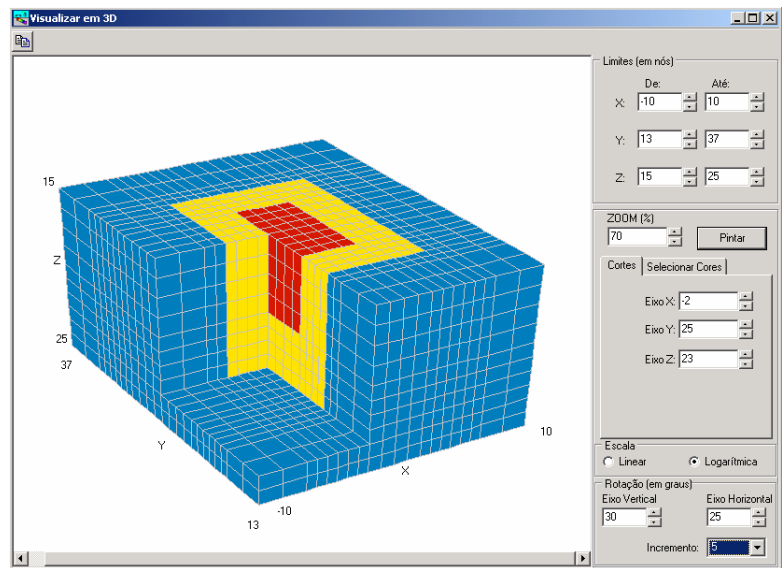 Visualizar em 3D
15
Z
25
37
Y
13
-10
X
10
Limites (em nós)
De: Até:
X: -10 10
Y: 13 37
Z: 15 25
ZOOM (%)
70 Pintar
Cortes Selecionar Cores
Eixo X: -2
Eixo Y: 25
Eixo Z: 23
Escala
Linear Logarítmica
Rotação (em graus)
Eixo Vertical Eixo Horizontal
30 25
Incremento: 5